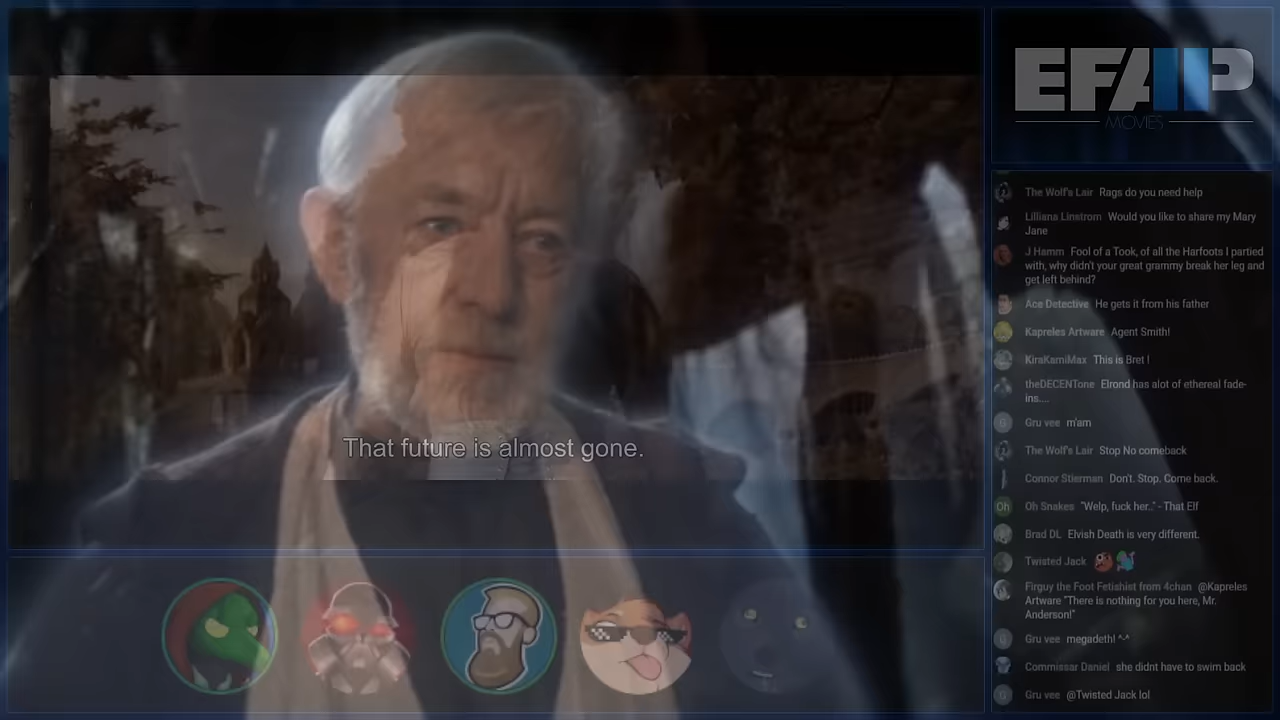 That future is almost gone.
EFAP
MOVIES
The Wolf's Lair Rags do you need help
Lilliana Linstrom Would you like to share my Mary
Jane
J Hamm Fool of a Took, of all the Harfoots I partied
with, why didn't your great grammy break her leg and
get left behind?
Ace Detective He gets it from his father
Kapreles Artware Agent Smith!
KiraKamiMax This is Bret !
theDECENTone Elrond has alot of ethereal fade-
ins....
G Gru vee m'am
The Wolf's Lair Stop No comeback
Connor Stierman Don't. Stop. Come back.
Oh Oh Snakes "Welp, fuck her.." - That Elf
Brad DL Elvish Death is very different.
Twisted Jack
Firguy the Foot Fetishist from 4chan @Kapreles
Artware "There is nothing for you here, Mr.
Anderson!"
G Gru vee megadeth! ^-^
Commissar Daniel she didnt have to swim back
G Gru vee @Twisted Jack lol